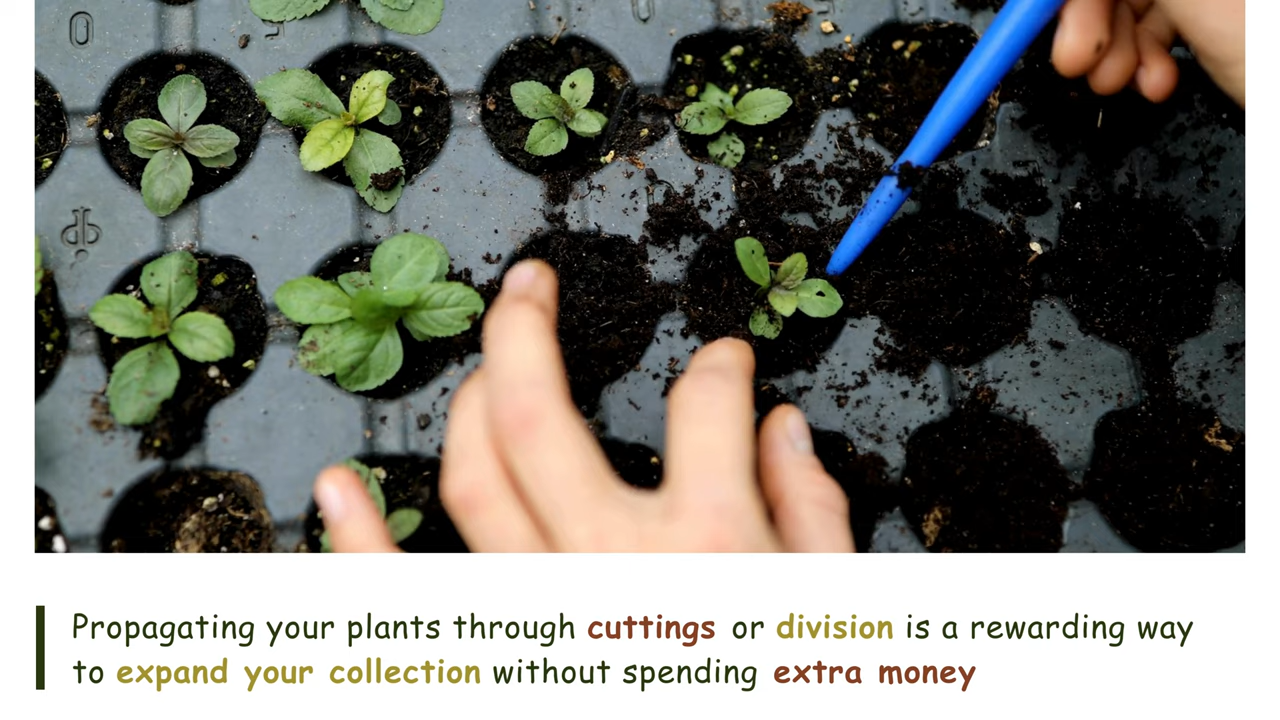 Propagating your plants through cuttings or division is a rewarding way
to expand your collection without spending extra money